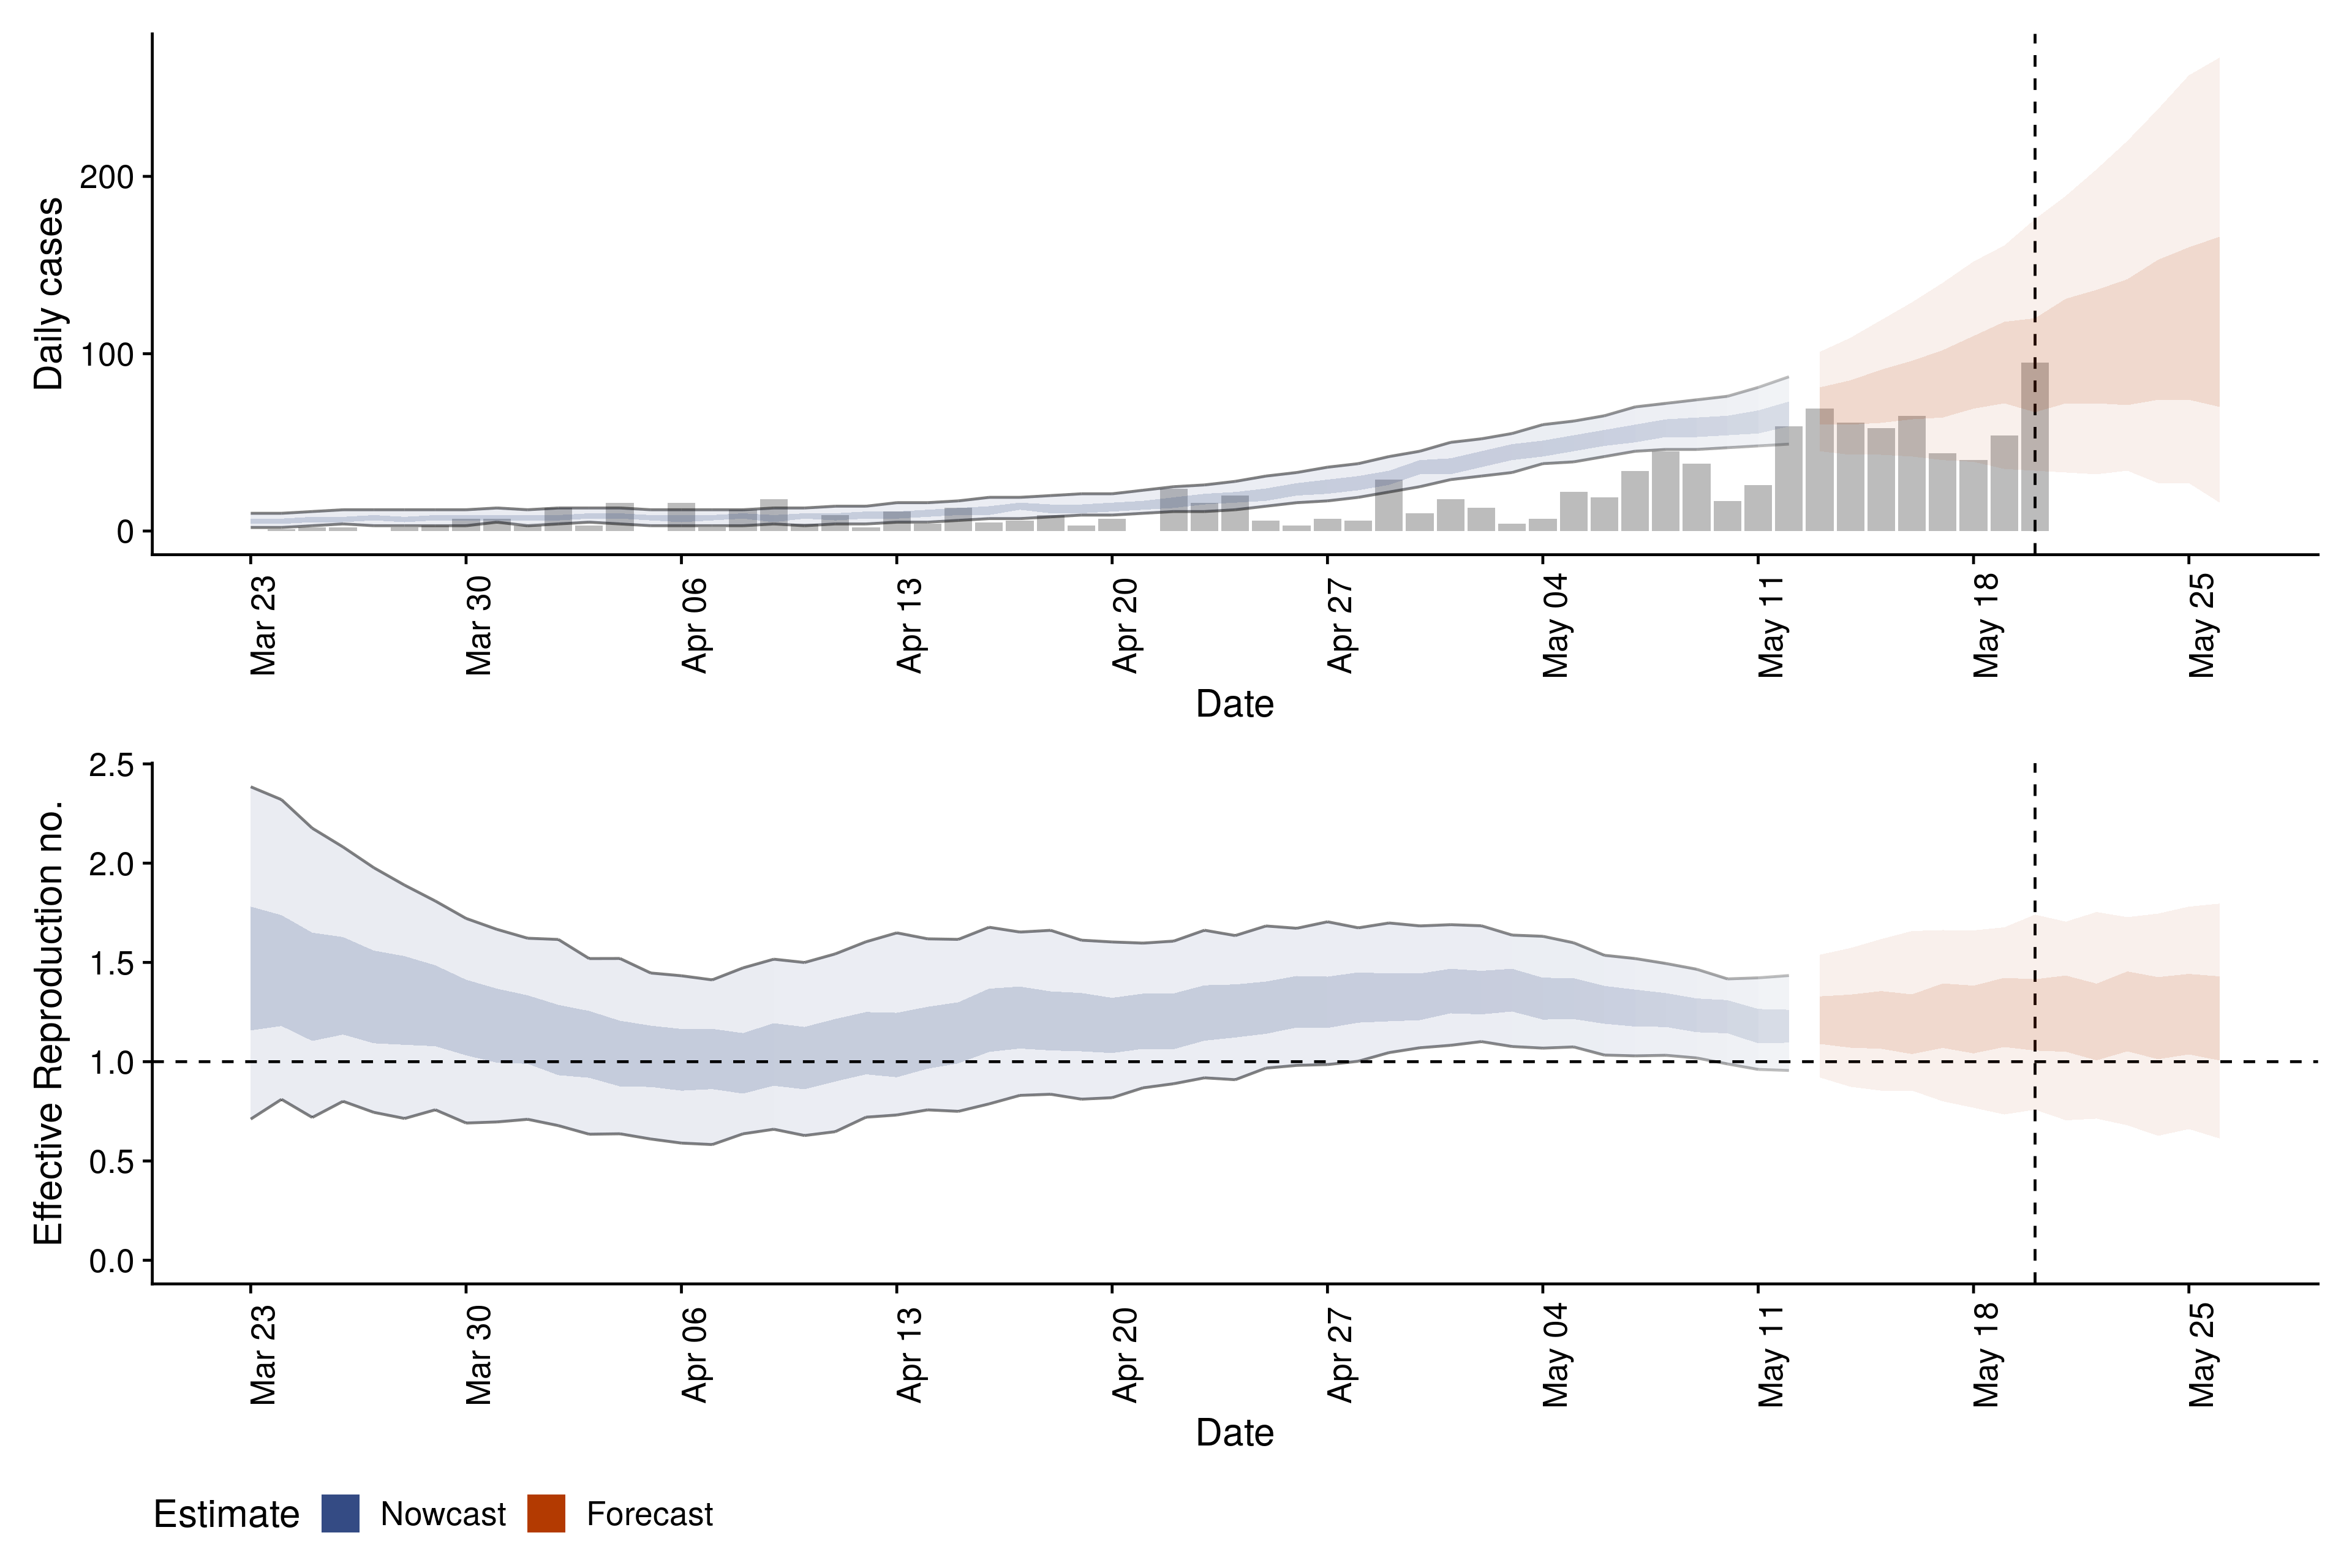 Daily cases
200
100
0
Mar 23
Mar 30
Apr 06
Apr 13
Apr 20
Apr 27
May 04
May 11
May 18
May 25
Date
Effective Reproduction no.
2.5
2.0
1.5
1.0
0.5
0.0
Mar 23
Mar 30
Apr 06
Apr 13
Apr 20
Apr 27
May 04
May 11
May 18
May 25
Date
Estimate Nowcast Forecast